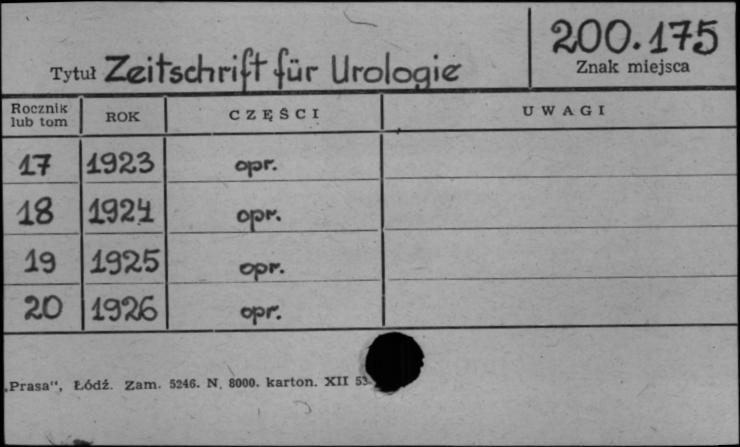 200.175
Tytuł Zeitschrift für Urologie
Znak miejsca
Rocznik lub tom ROK CZĘŚCI UWAGI
17 1923 opr.
18 1924 opr.
19 1925 opr.
20 1926 opr.
„Prasa“, Łódź. Zam. 5246. N. 8000. karton. XII 53